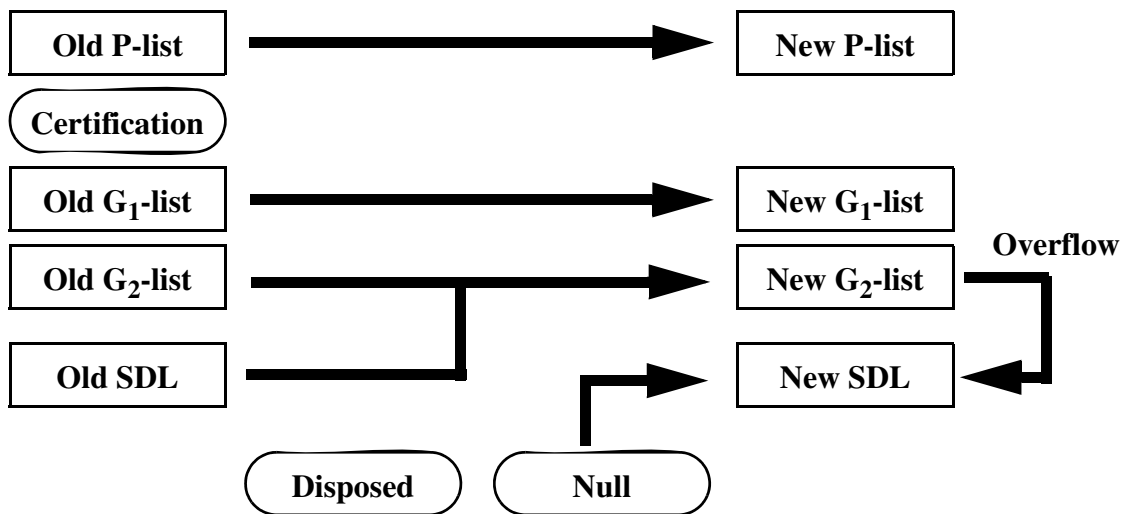 Old P-list New P-list
Certification
Old G₁-list New G₁-list
Overflow
Old G₂-list New G₂-list
Old SDL New SDL
Disposed Null